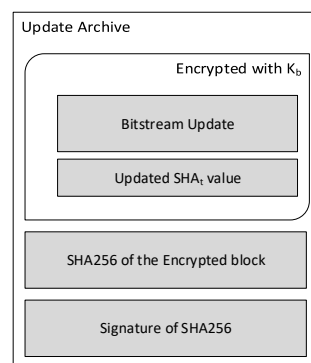 Update Archive
Encrypted with K_b
Bitstream Update
Updated SHA_t value
SHA256 of the Encrypted block
Signature of SHA256